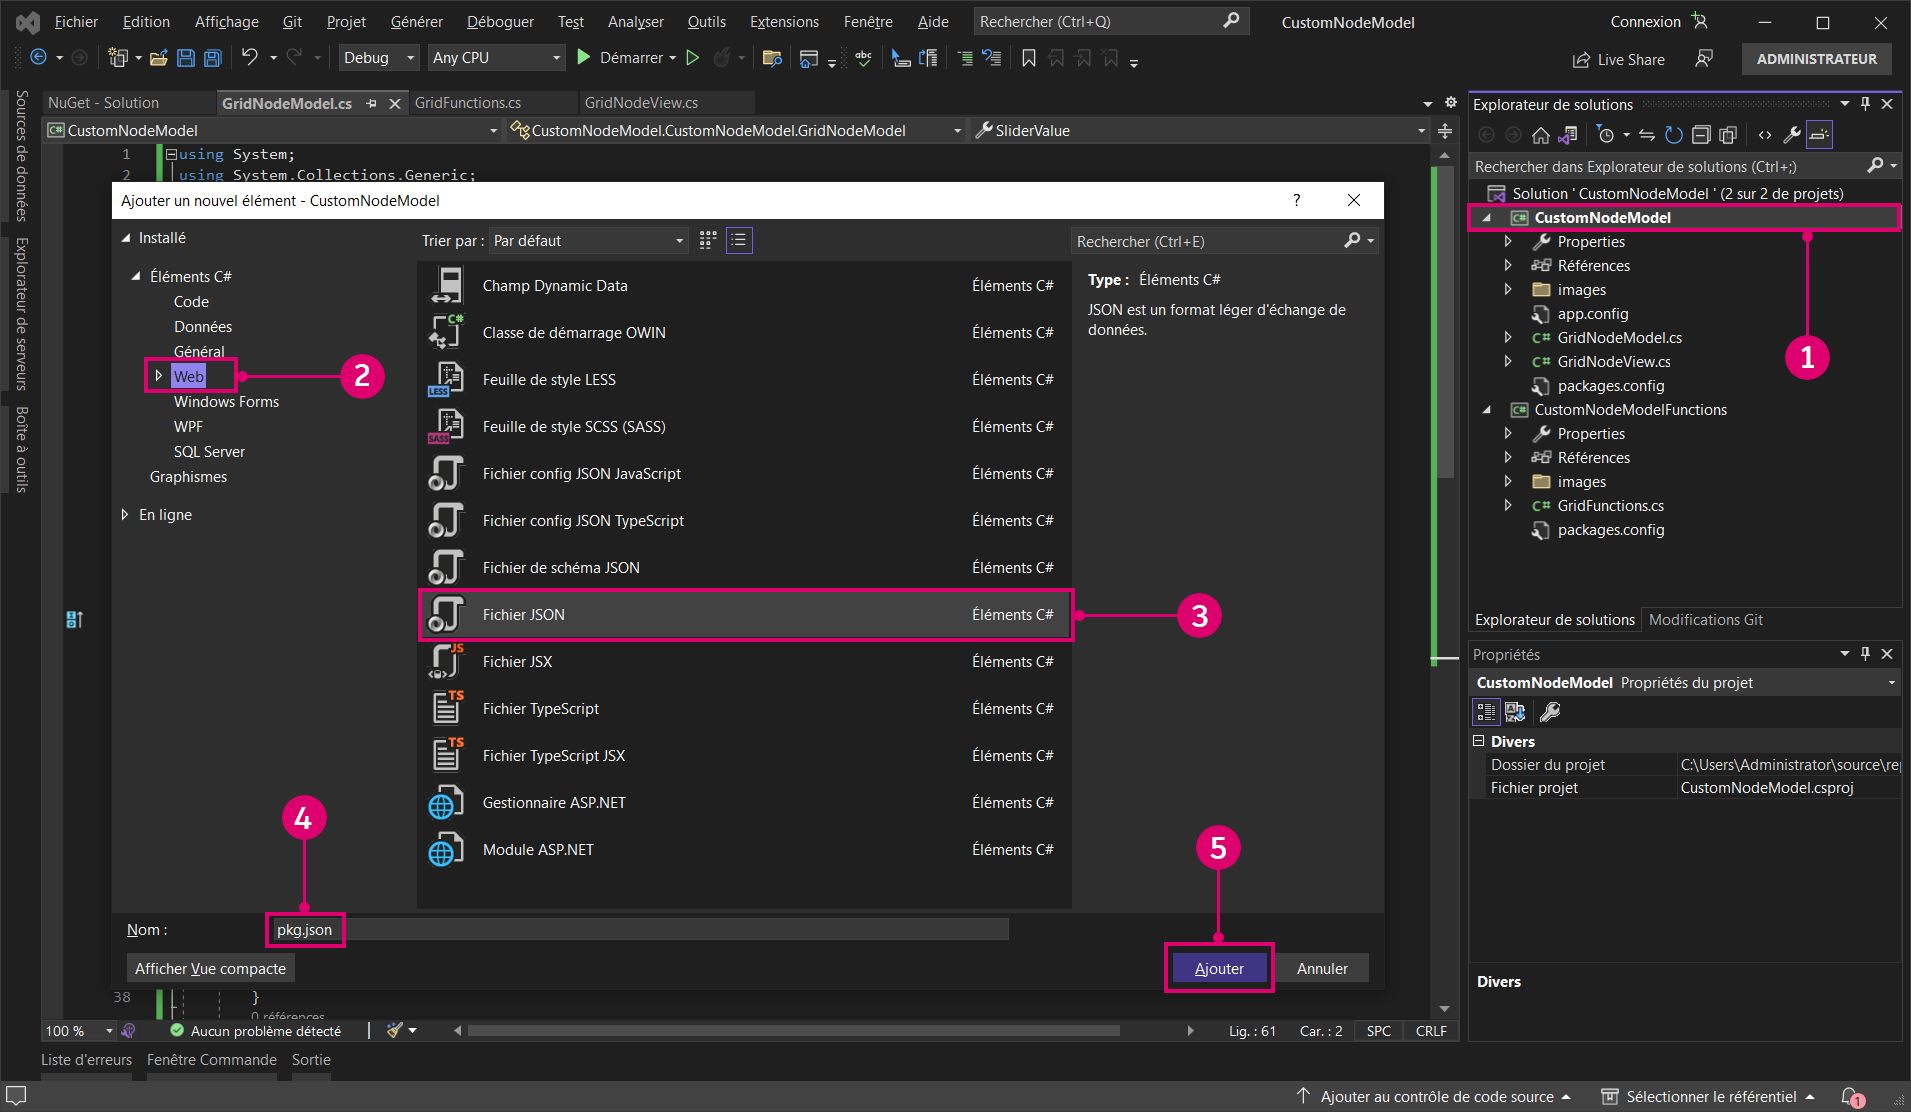 Fichier Edition Affichage Git Projet Générer Déboguer Test Analyser Outils Extensions Fenêtre Aide Rechercher (Ctrl+Q) CustomNodeModel Connexion
Debug Any CPU Démarrer abc Live Share ADMINISTRATEUR
Sources de données
Explorateur de serveurs
Boîte à outils
NuGet - Solution GridNodeModel.cs GridFunctions.cs GridNodeView.cs
C# CustomNodeModel CustomNodeModel.CustomNodeModel.GridNodeModel SliderValue
1 using System;
2 using System.Collections.Generic;
Ajouter un nouvel élément - CustomNodeModel ?
Installé
Éléments C#
Code
Données
Général
Web
2
Windows Forms
WPF
SQL Server
Graphismes
En ligne
Trier par : Par défaut
Rechercher (Ctrl+E)
Champ Dynamic Data Éléments C#
C# Classe de démarrage OWIN Éléments C#
LESS Feuille de style LESS Éléments C#
SASS Feuille de style SCSS (SASS) Éléments C#
Fichier config JSON JavaScript Éléments C#
Fichier config JSON TypeScript Éléments C#
Fichier de schéma JSON Éléments C#
Fichier JSON Éléments C#
3
JS Fichier JSX Éléments C#
TS Fichier TypeScript Éléments C#
TS Fichier TypeScript JSX Éléments C#
Gestionnaire ASP.NET Éléments C#
Module ASP.NET Éléments C#
Type : Éléments C#
JSON est un format léger d'échange de
données.
4
5
Nom : pkg.json
Afficher Vue compacte
Ajouter Annuler
38 }
0 références
100 % Aucun problème détecté Lig. : 61 Car. : 2 SPC CRLF
Liste d'erreurs Fenêtre Commande Sortie
Explorateur de solutions
Rechercher dans Explorateur de solutions (Ctrl+;)
Solution ' CustomNodeModel ' (2 sur 2 de projets)
C# CustomNodeModel
1
Properties
Références
images
app.config
C# GridNodeModel.cs
C# GridNodeView.cs
packages.config
C# CustomNodeModelFunctions
Properties
Références
images
C# GridFunctions.cs
packages.config
Explorateur de solutions Modifications Git
Propriétés
CustomNodeModel Propriétés du projet
Divers
Dossier du projet C:\Users\Administrator\source\re
Fichier projet CustomNodeModel.csproj
Divers
Ajouter au contrôle de code source Sélectionner le référentiel 1